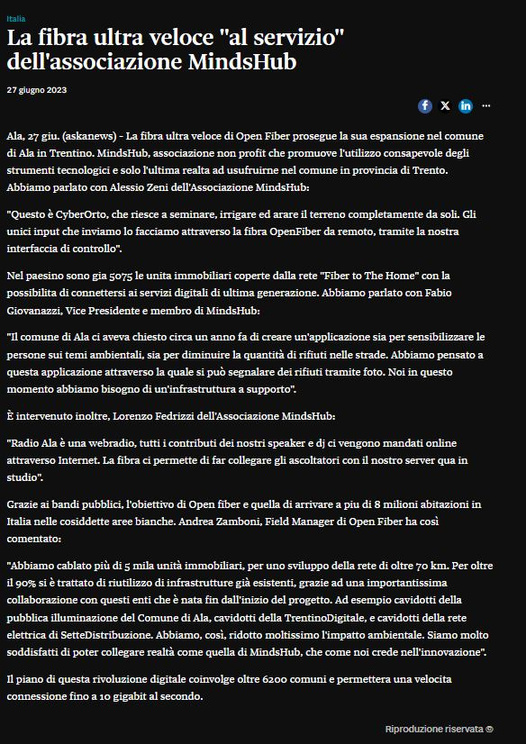 Italia
La fibra ultra veloce "al servizio"
dell'associazione MindsHub
27 giugno 2023
f X in ...
Ala, 27 giu. (askanews) - La fibra ultra veloce di Open Fiber prosegue la sua espansione nel comune
di Ala in Trentino. MindsHub, associazione non profit che promuove l'utilizzo consapevole degli
strumenti tecnologici e solo l'ultima realta ad usufruirne nel comune in provincia di Trento.
Abbiamo parlato con Alessio Zeni dell'Associazione MindsHub:
"Questo è CyberOrto, che riesce a seminare, irrigare ed arare il terreno completamente da soli. Gli
unici input che inviamo lo facciamo attraverso la fibra OpenFiber da remoto, tramite la nostra
interfaccia di controllo".
Nel paesino sono gia 5075 le unita immobiliari coperte dalla rete "Fiber to The Home" con la
possibilita di connettersi ai servizi digitali di ultima generazione. Abbiamo parlato con Fabio
Giovanazzi, Vice Presidente e membro di MindsHub:
"Il comune di Ala ci aveva chiesto circa un anno fa di creare un'applicazione sia per sensibilizzare le
persone sui temi ambientali, sia per diminuire la quantità di rifiuti nelle strade. Abbiamo pensato a
questa applicazione attraverso la quale si può segnalare dei rifiuti tramite foto. Noi in questo
momento abbiamo bisogno di un'infrastruttura a supporto".
È intervenuto inoltre, Lorenzo Fedrizzi dell'Associazione MindsHub:
"Radio Ala è una webradio, tutti i contributi dei nostri speaker e dj ci vengono mandati online
attraverso Internet. La fibra ci permette di far collegare gli ascoltatori con il nostro server qua in
studio".
Grazie ai bandi pubblici, l'obiettivo di Open fiber e quella di arrivare a piu di 8 milioni abitazioni in
Italia nelle cosiddette aree bianche. Andrea Zamboni, Field Manager di Open Fiber ha così
comentato:
"Abbiamo cablato più di 5 mila unità immobiliari, per uno sviluppo della rete di oltre 70 km. Per oltre
il 90% si è trattato di riutilizzo di infrastrutture già esistenti, grazie ad una importantissima
collaborazione con questi enti che è nata fin dall'inizio del progetto. Ad esempio cavidotti della
pubblica illuminazione del Comune di Ala, cavidotti della TrentinoDigitale, e cavidotti della rete
elettrica di SetteDistribuzione. Abbiamo, così, ridotto moltissimo l'impatto ambientale. Siamo molto
soddisfatti di poter collegare realtà come quella di MindsHub, che come noi crede nell'innovazione".
Il piano di questa rivoluzione digitale coinvolge oltre 6200 comuni e permettera una velocita
connessione fino a 10 gigabit al secondo.
Riproduzione riservata ©